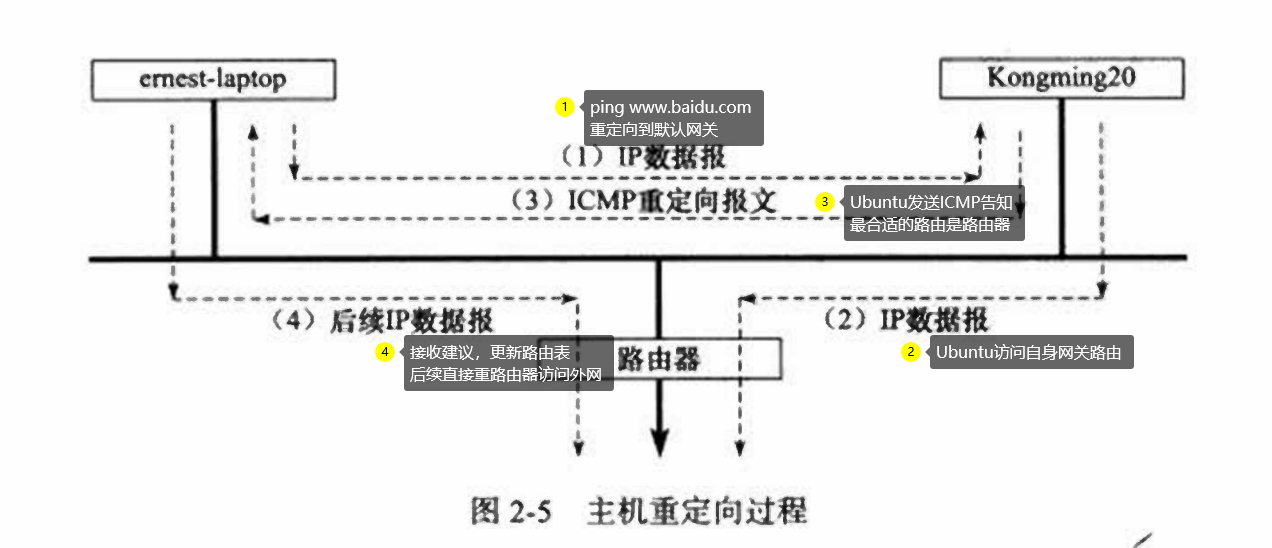 ernest-laptop
Kongming20
1
ping www.baidu.com
重定向到默认网关
（1）IP数据报
（3）ICMP重定向报文
3
Ubuntu发送ICMP告知
最合适的路由是路由器
（4）后续IP数据报
（2）IP数据报
4
接收建议，更新路由表
后续直接重路由器访问外网
路由器
2
Ubuntu访问自身网关路由
图 2-5 主机重定向过程